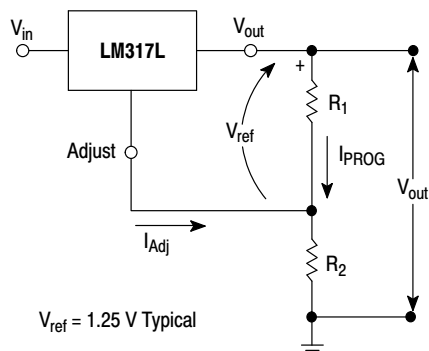 V_in
LM317L
V_out
+
R_1
V_ref
Adjust
I_PROG
V_out
I_Adj
R_2
V_ref = 1.25 V Typical